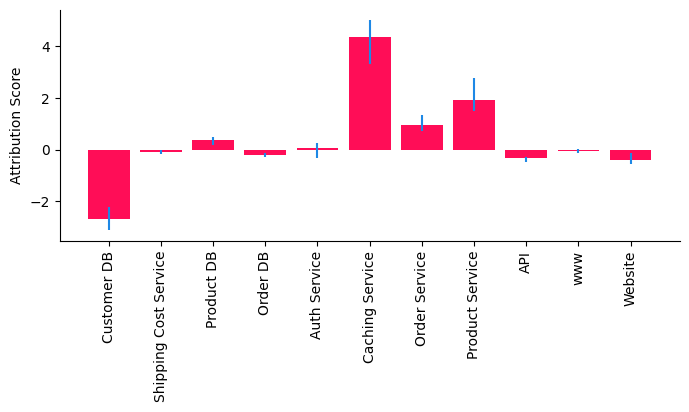 Attribution Score
4
2
0
−2
Customer DB
Shipping Cost Service
Product DB
Order DB
Auth Service
Caching Service
Order Service
Product Service
API
www
Website